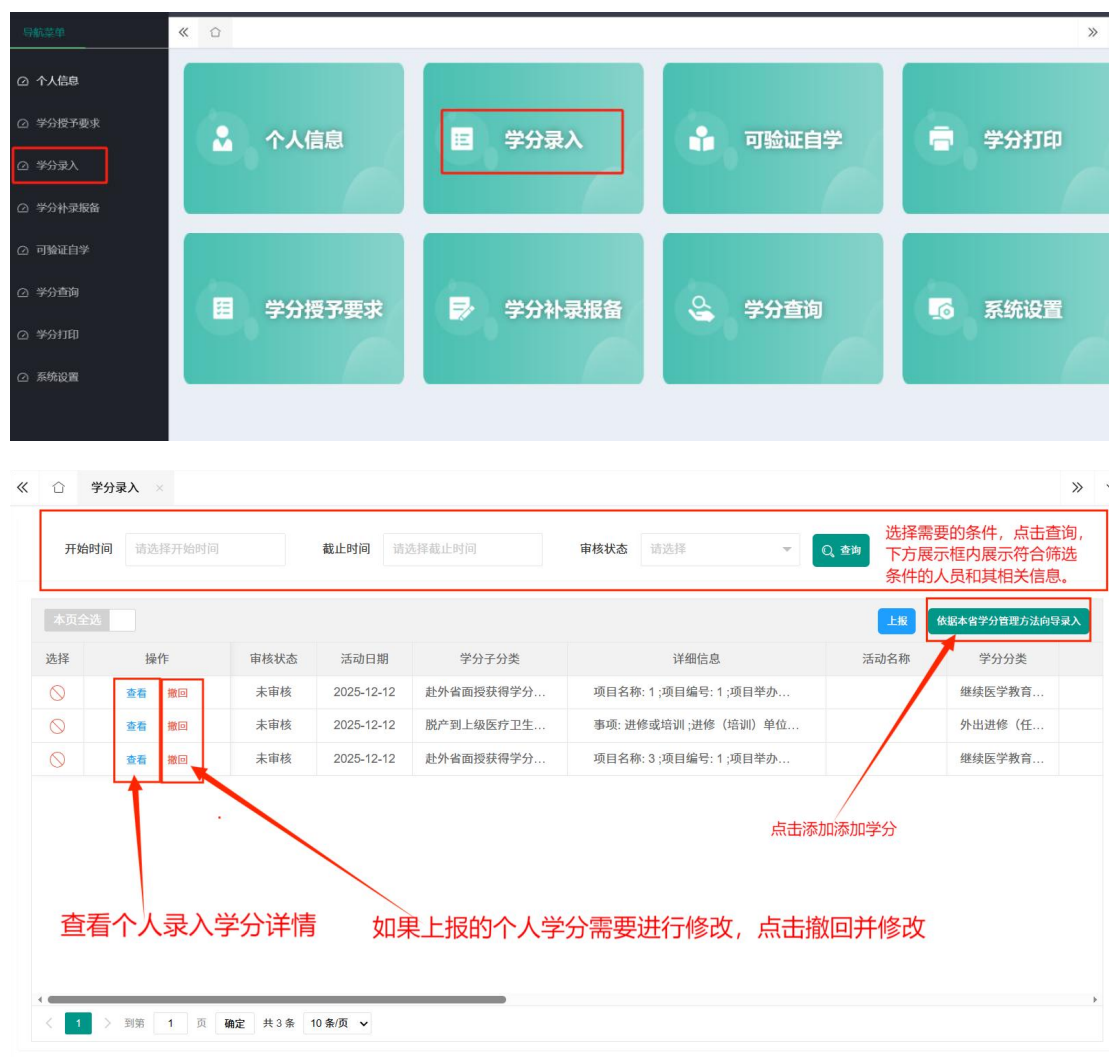 导航菜单
个人信息
学分授予要求
学分录入
学分补录报备
可验证自学
学分查询
学分打印
系统设置
个人信息
学分录入
可验证自学
学分打印
学分授予要求
学分补录报备
学分查询
系统设置
学分录入
开始时间 请选择开始时间 截止时间 请选择截止时间 审核状态 请选择 查询
选择需要的条件，点击查询，
下方展示框内展示符合筛选
条件的人员和其相关信息。
本页全选 上报 依据本省学分管理方法向导录入
选择 操作 审核状态 活动日期 学分子分类 详细信息 活动名称 学分分类
查看 撤回 未审核 2025-12-12 赴外省面授获得学分... 项目名称: 1 ;项目编号: 1 ;项目举办... 继续医学教育...
查看 撤回 未审核 2025-12-12 脱产到上级医疗卫生... 事项: 进修或培训 ;进修（培训）单位... 外出进修（任...
查看 撤回 未审核 2025-12-12 赴外省面授获得学分... 项目名称: 3 ;项目编号: 1 ;项目举办... 继续医学教育...
点击添加添加学分
查看个人录入学分详情
如果上报的个人学分需要进行修改，点击撤回并修改
1 到第 1 页 确定 共 3 条 10 条/页